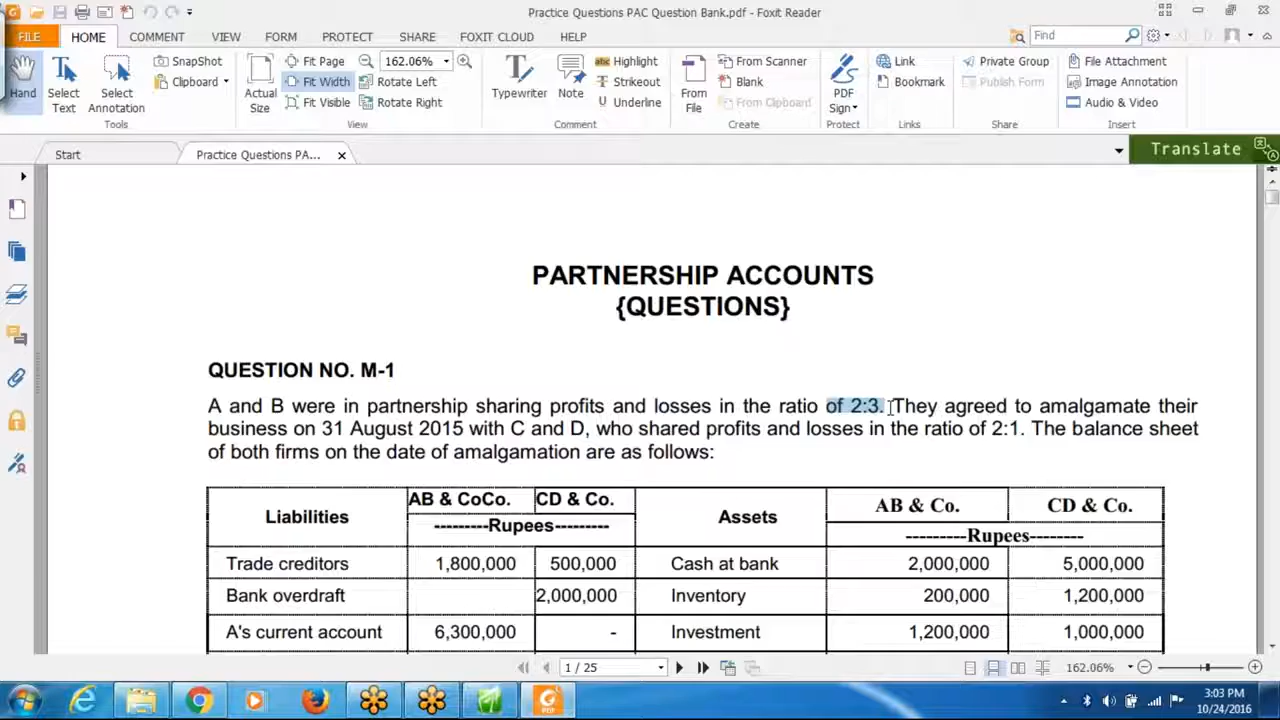 Practice Questions PAC Question Bank.pdf - Foxit Reader
FILE HOME COMMENT VIEW FORM PROTECT SHARE FOXIT CLOUD HELP Find
SnapShot Fit Page 162.06% abc Highlight From Scanner Link Private Group File Attachment
Clipboard Fit Width Rotate Left Strikeout Blank Bookmark Publish Form Image Annotation
Hand Select Text Select Annotation Actual Size Fit Visible Rotate Right Typewriter Note Underline From File From Clipboard PDF Sign Audio & Video
Tools View Comment Create Protect Links Share Insert
Start Practice Questions PA... Translate
PARTNERSHIP ACCOUNTS
{QUESTIONS}
QUESTION NO. M-1
A and B were in partnership sharing profits and losses in the ratio of 2:3. They agreed to amalgamate their
business on 31 August 2015 with C and D, who shared profits and losses in the ratio of 2:1. The balance sheet
of both firms on the date of amalgamation are as follows:
Liabilities AB & CoCo. CD & Co. Assets AB & Co. CD & Co.
---------Rupees--------- ---------Rupees--------
Trade creditors 1,800,000 500,000 Cash at bank 2,000,000 5,000,000
Bank overdraft 2,000,000 Inventory 200,000 1,200,000
A's current account 6,300,000 - Investment 1,200,000 1,000,000
1 / 25 162.06%
PDF
3:03 PM
10/24/2016